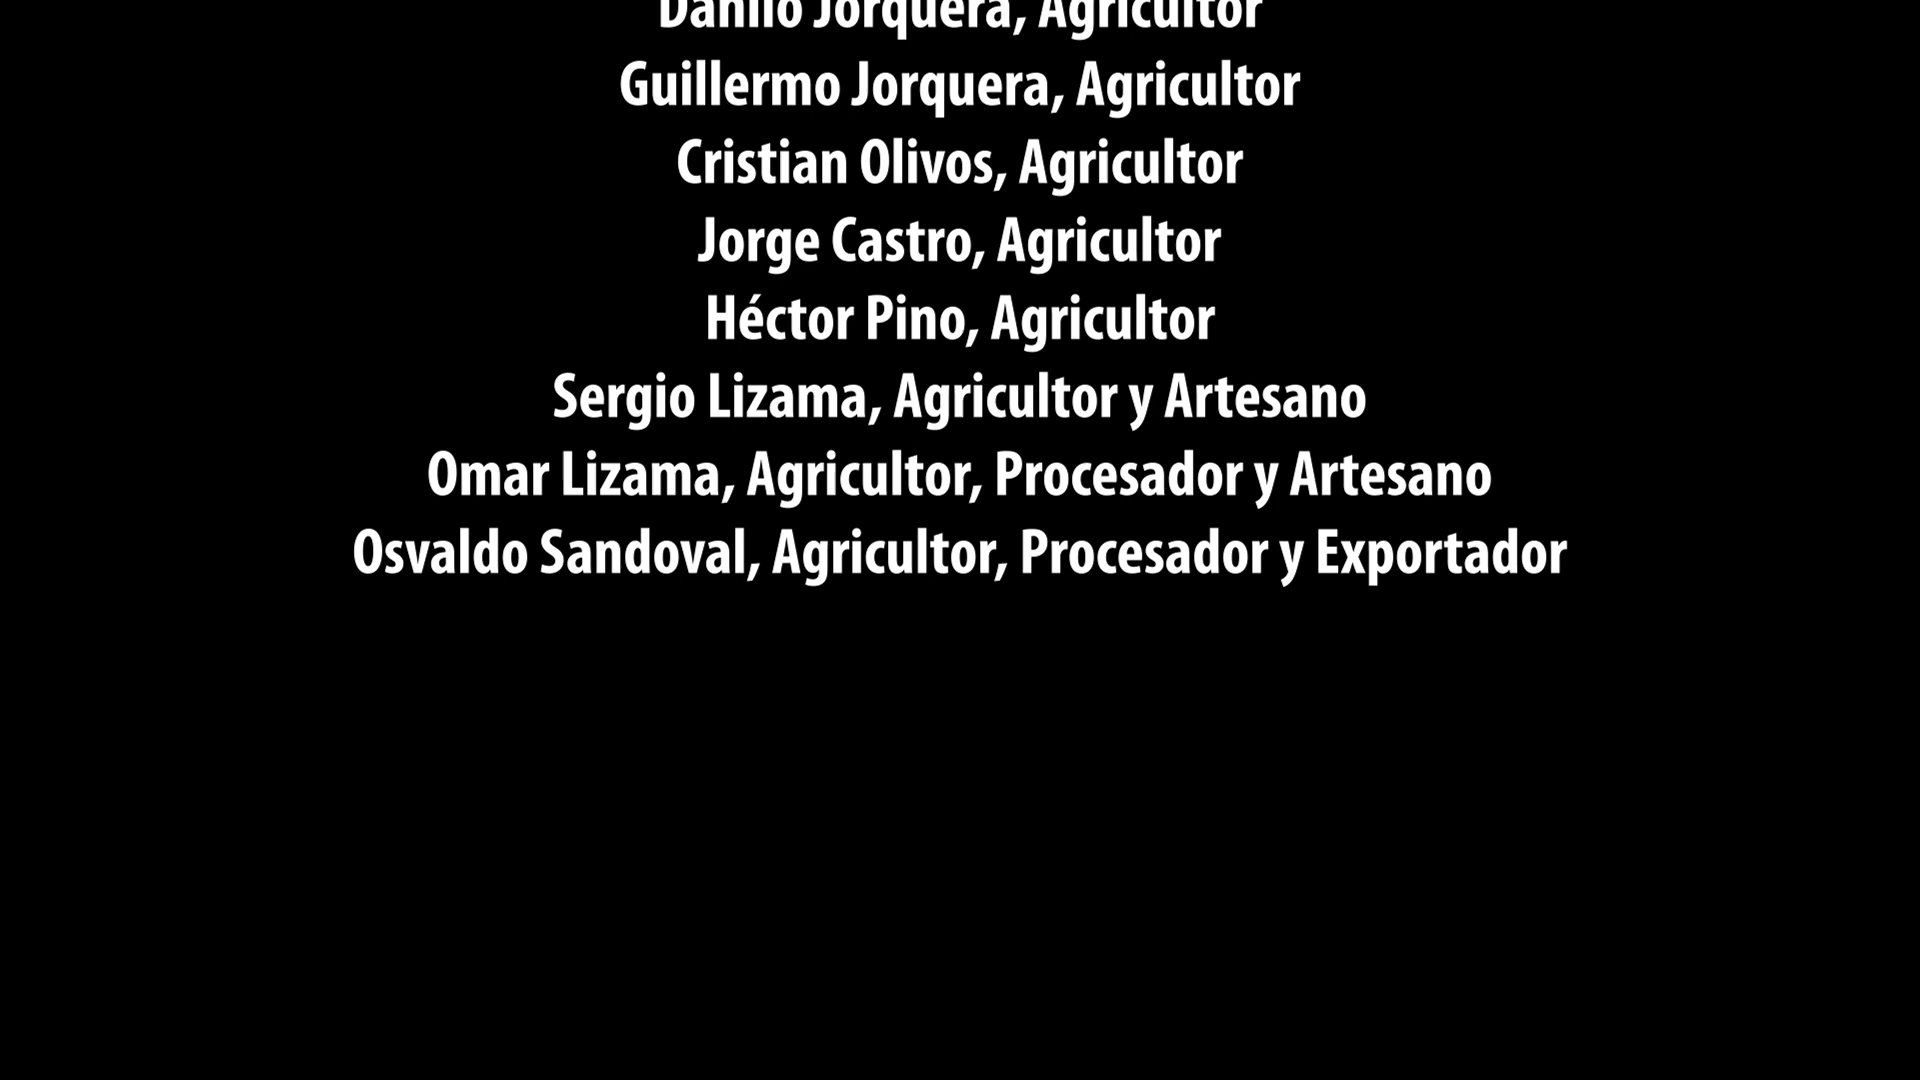 Danilo Jorquera, Agricultor
Guillermo Jorquera, Agricultor
Cristian Olivos, Agricultor
Jorge Castro, Agricultor
Héctor Pino, Agricultor
Sergio Lizama, Agricultor y Artesano
Omar Lizama, Agricultor, Procesador y Artesano
Osvaldo Sandoval, Agricultor, Procesador y Exportador